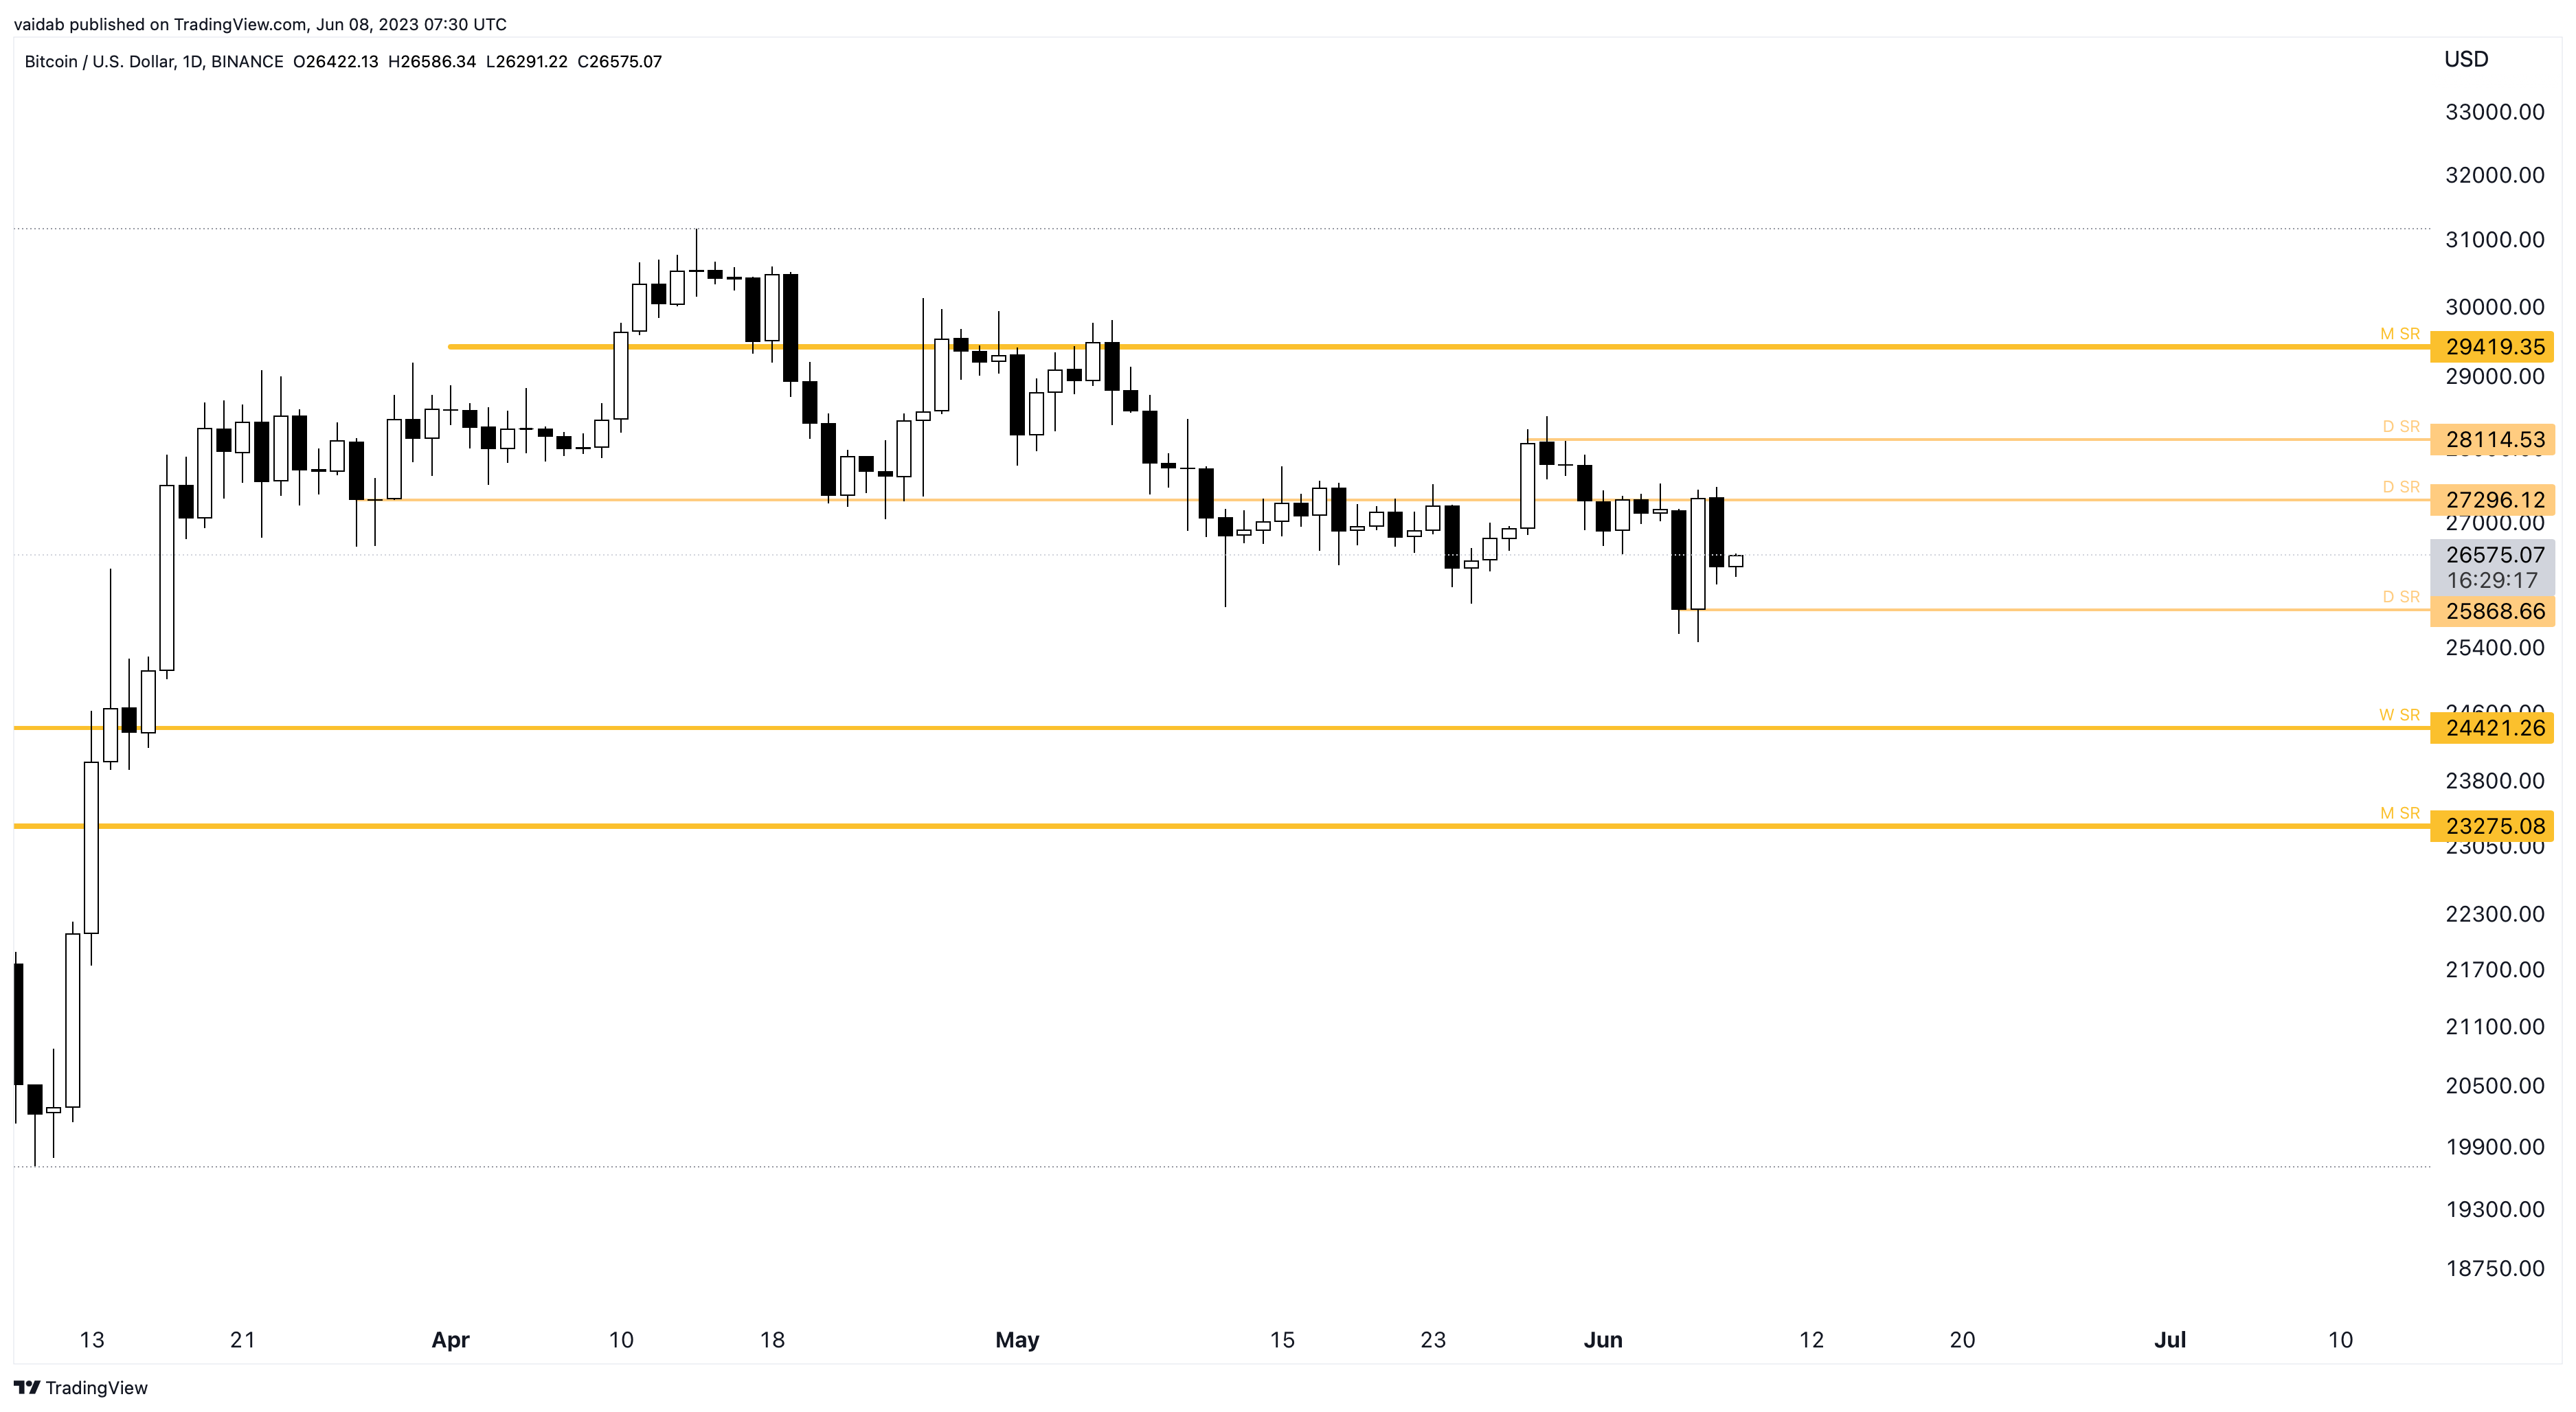 vaidab published on TradingView.com, Jun 08, 2023 07:30 UTC
Bitcoin / U.S. Dollar, 1D, BINANCE O26422.13 H26586.34 L26291.22 C26575.07
USD
33000.00
32000.00
31000.00
30000.00
M SR 29419.35
29000.00
D SR 28114.53
D SR 27296.12
27000.00
26575.07
16:29:17
D SR 25868.66
25400.00
W SR 24421.26
23800.00
M SR 23275.08
23050.00
22300.00
21700.00
21100.00
20500.00
19900.00
19300.00
18750.00
13 21 Apr 10 18 May 15 23 Jun 12 20 Jul 10
TradingView